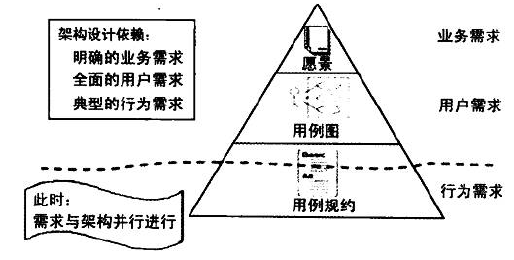 架构设计依赖:
明确的业务需求
全面的用户需求
典型的行为需求
愿景
业务需求
用例图
用户需求
用例规约
行为需求
此时:
需求与架构并行进行